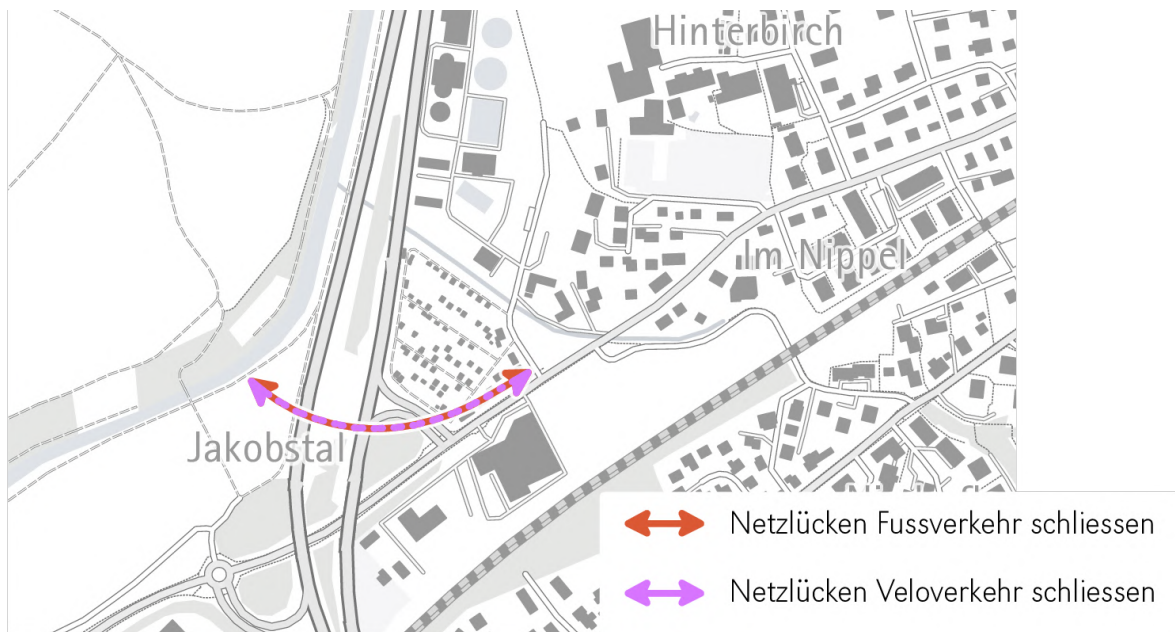 Hinterbirch
Im Nippel
Jakobstal
Netzlücken Fussverkehr schliessen
Netzlücken Veloverkehr schliessen